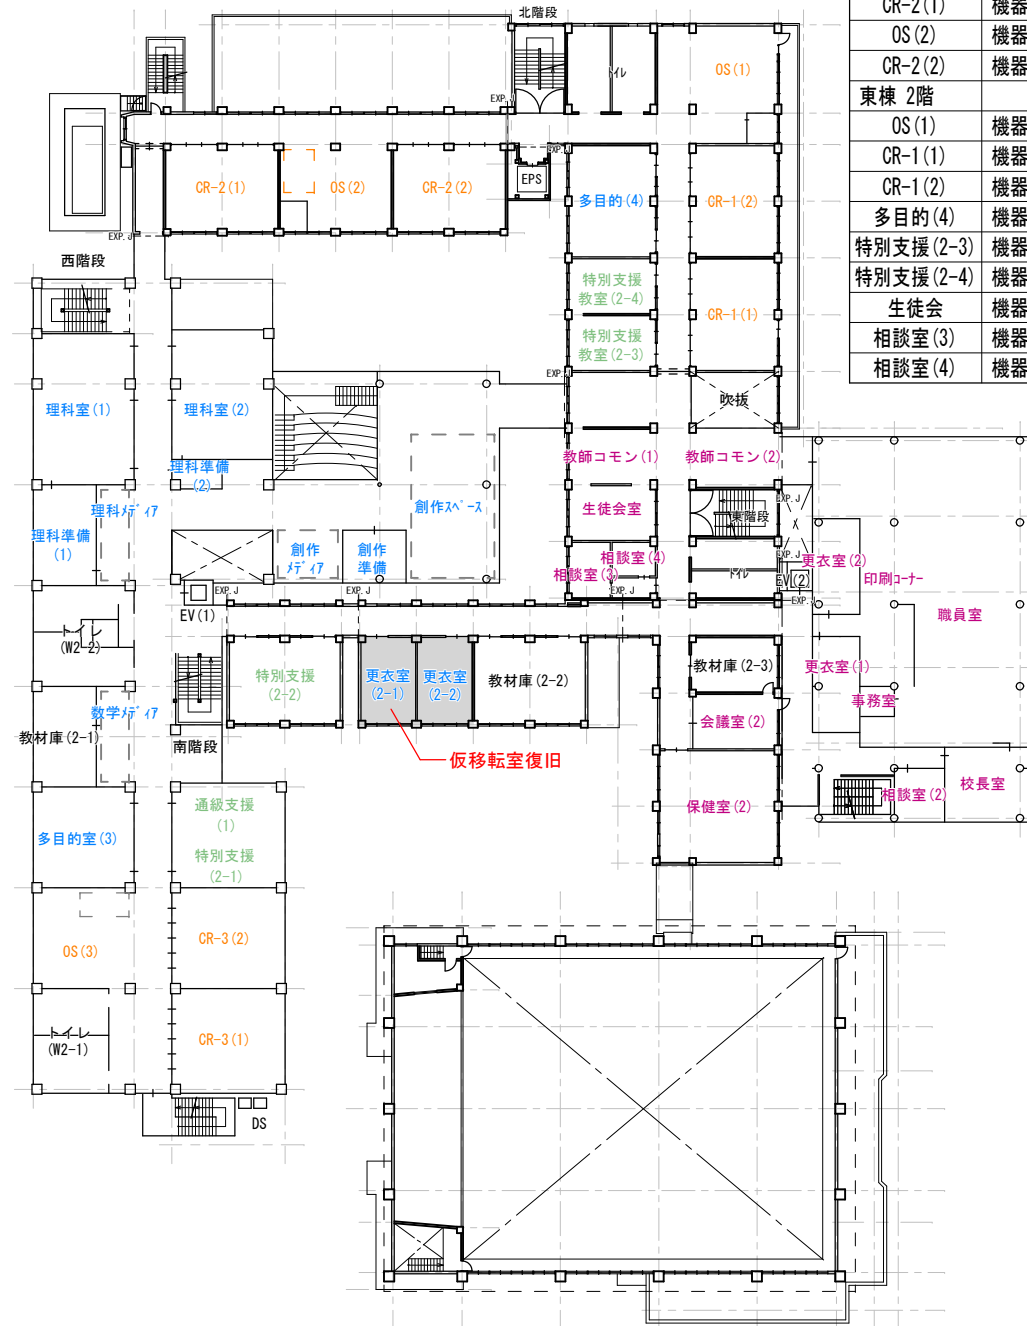 北階段
CR-2(1) 機器
OS(2) 機器
CR-2(2) 機器
東棟 2階
OS(1) 機器
CR-1(1) 機器
CR-1(2) 機器
多目的(4) 機器
特別支援(2-3) 機器
特別支援(2-4) 機器
生徒会 機器
相談室(3) 機器
相談室(4) 機器
トイレ
OS(1)
EXP.J
EXP.J
EPS
CR-2(1)
OS(2)
CR-2(2)
多目的(4)
CR-1(2)
EXP.J
西階段
特別支援
教室(2-4)
CR-1(1)
特別支援
教室(2-3)
EXP.J
吹抜
理科室(1)
理科室(2)
教師コモン(1)
教師コモン(2)
理科準備
(2)
理科メディア
創作スペース
生徒会室
EXP.J
東階段
理科準備
(1)
創作
メディア
創作
準備
相談室(4)
相談室(3)
トイレ
EXP.J
EV(2)
更衣室(2)
印刷コーナー
EXP.J
EXP.J
EXP.J
EXP.J
EV(1)
職員室
トイレ
(W2-2)
特別支援
(2-2)
更衣室
(2-1)
更衣室
(2-2)
教材庫(2-2)
教材庫(2-3)
更衣室(1)
事務室
数学メディア
教材庫(2-1)
南階段
会議室(2)
仮移転室復旧
通級支援
(1)
保健室(2)
相談室(2)
校長室
多目的室(3)
特別支援
(2-1)
OS(3)
CR-3(2)
トイレ
(W2-1)
CR-3(1)
DS